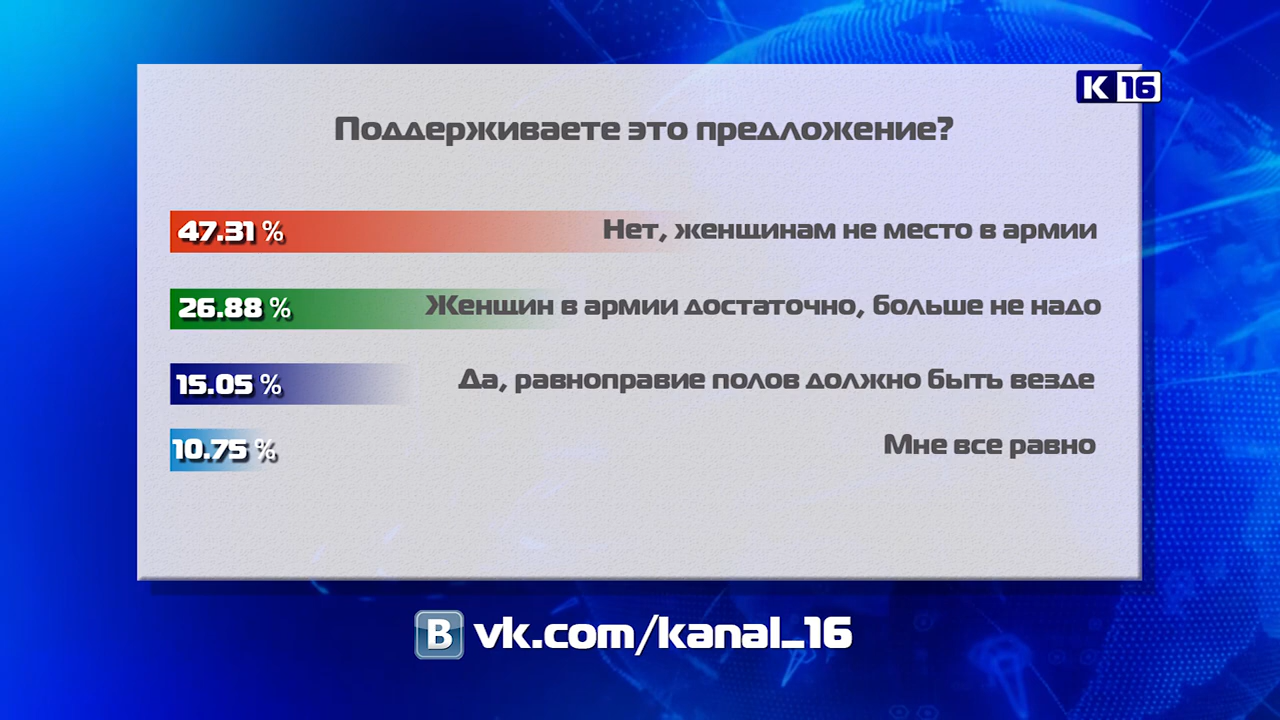 К 16
Поддерживаете это предложение?
47.31 % Нет, женщинам не место в армии
26.88 % Женщин в армии достаточно, больше не надо
15.05 % Да, равноправие полов должно быть везде
10.75 % Мне все равно
В vk.com/kanal_16